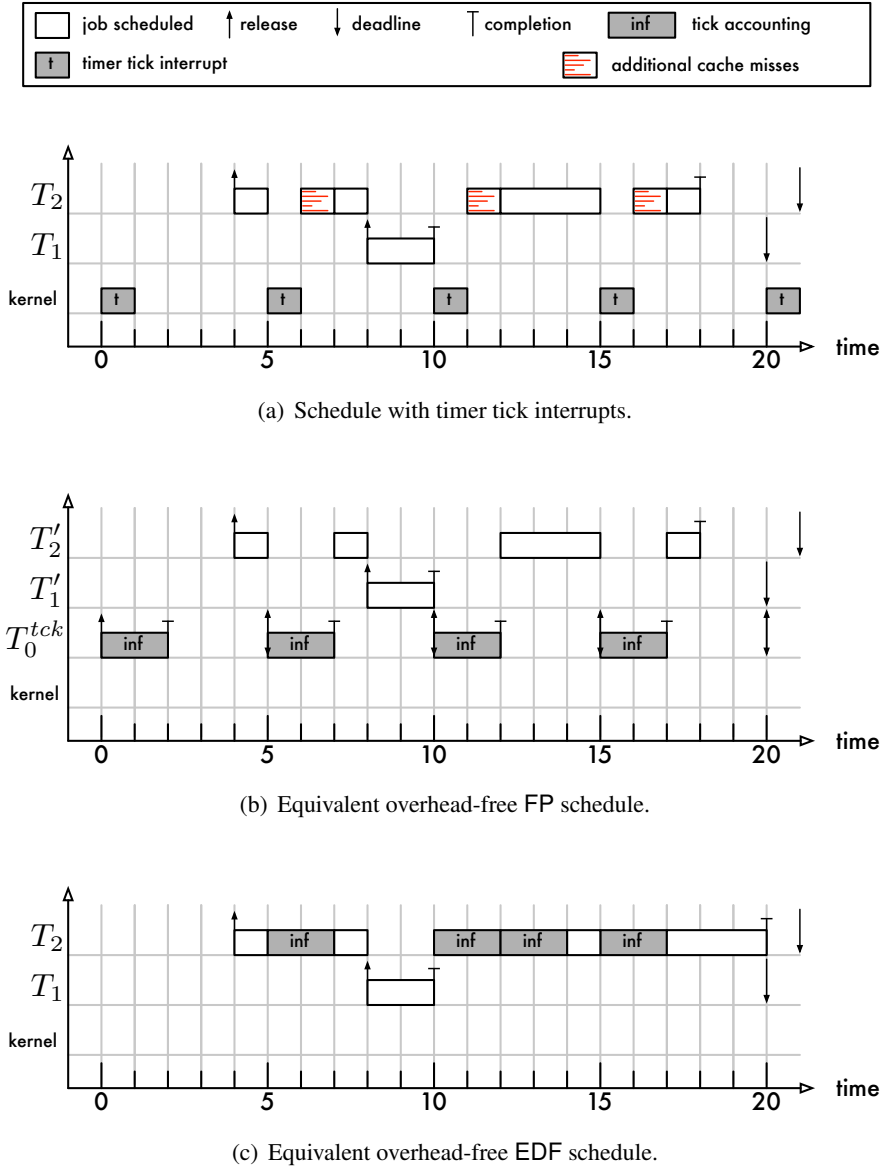 job scheduled release deadline completion inf tick accounting
t timer tick interrupt additional cache misses
T2
T1
kernel t t t t t
0 5 10 15 20 time
(a) Schedule with timer tick interrupts.
T′2
T′1
T0^tck inf inf inf inf
kernel
0 5 10 15 20 time
(b) Equivalent overhead-free FP schedule.
T2 inf inf inf inf
T1
kernel
0 5 10 15 20 time
(c) Equivalent overhead-free EDF schedule.